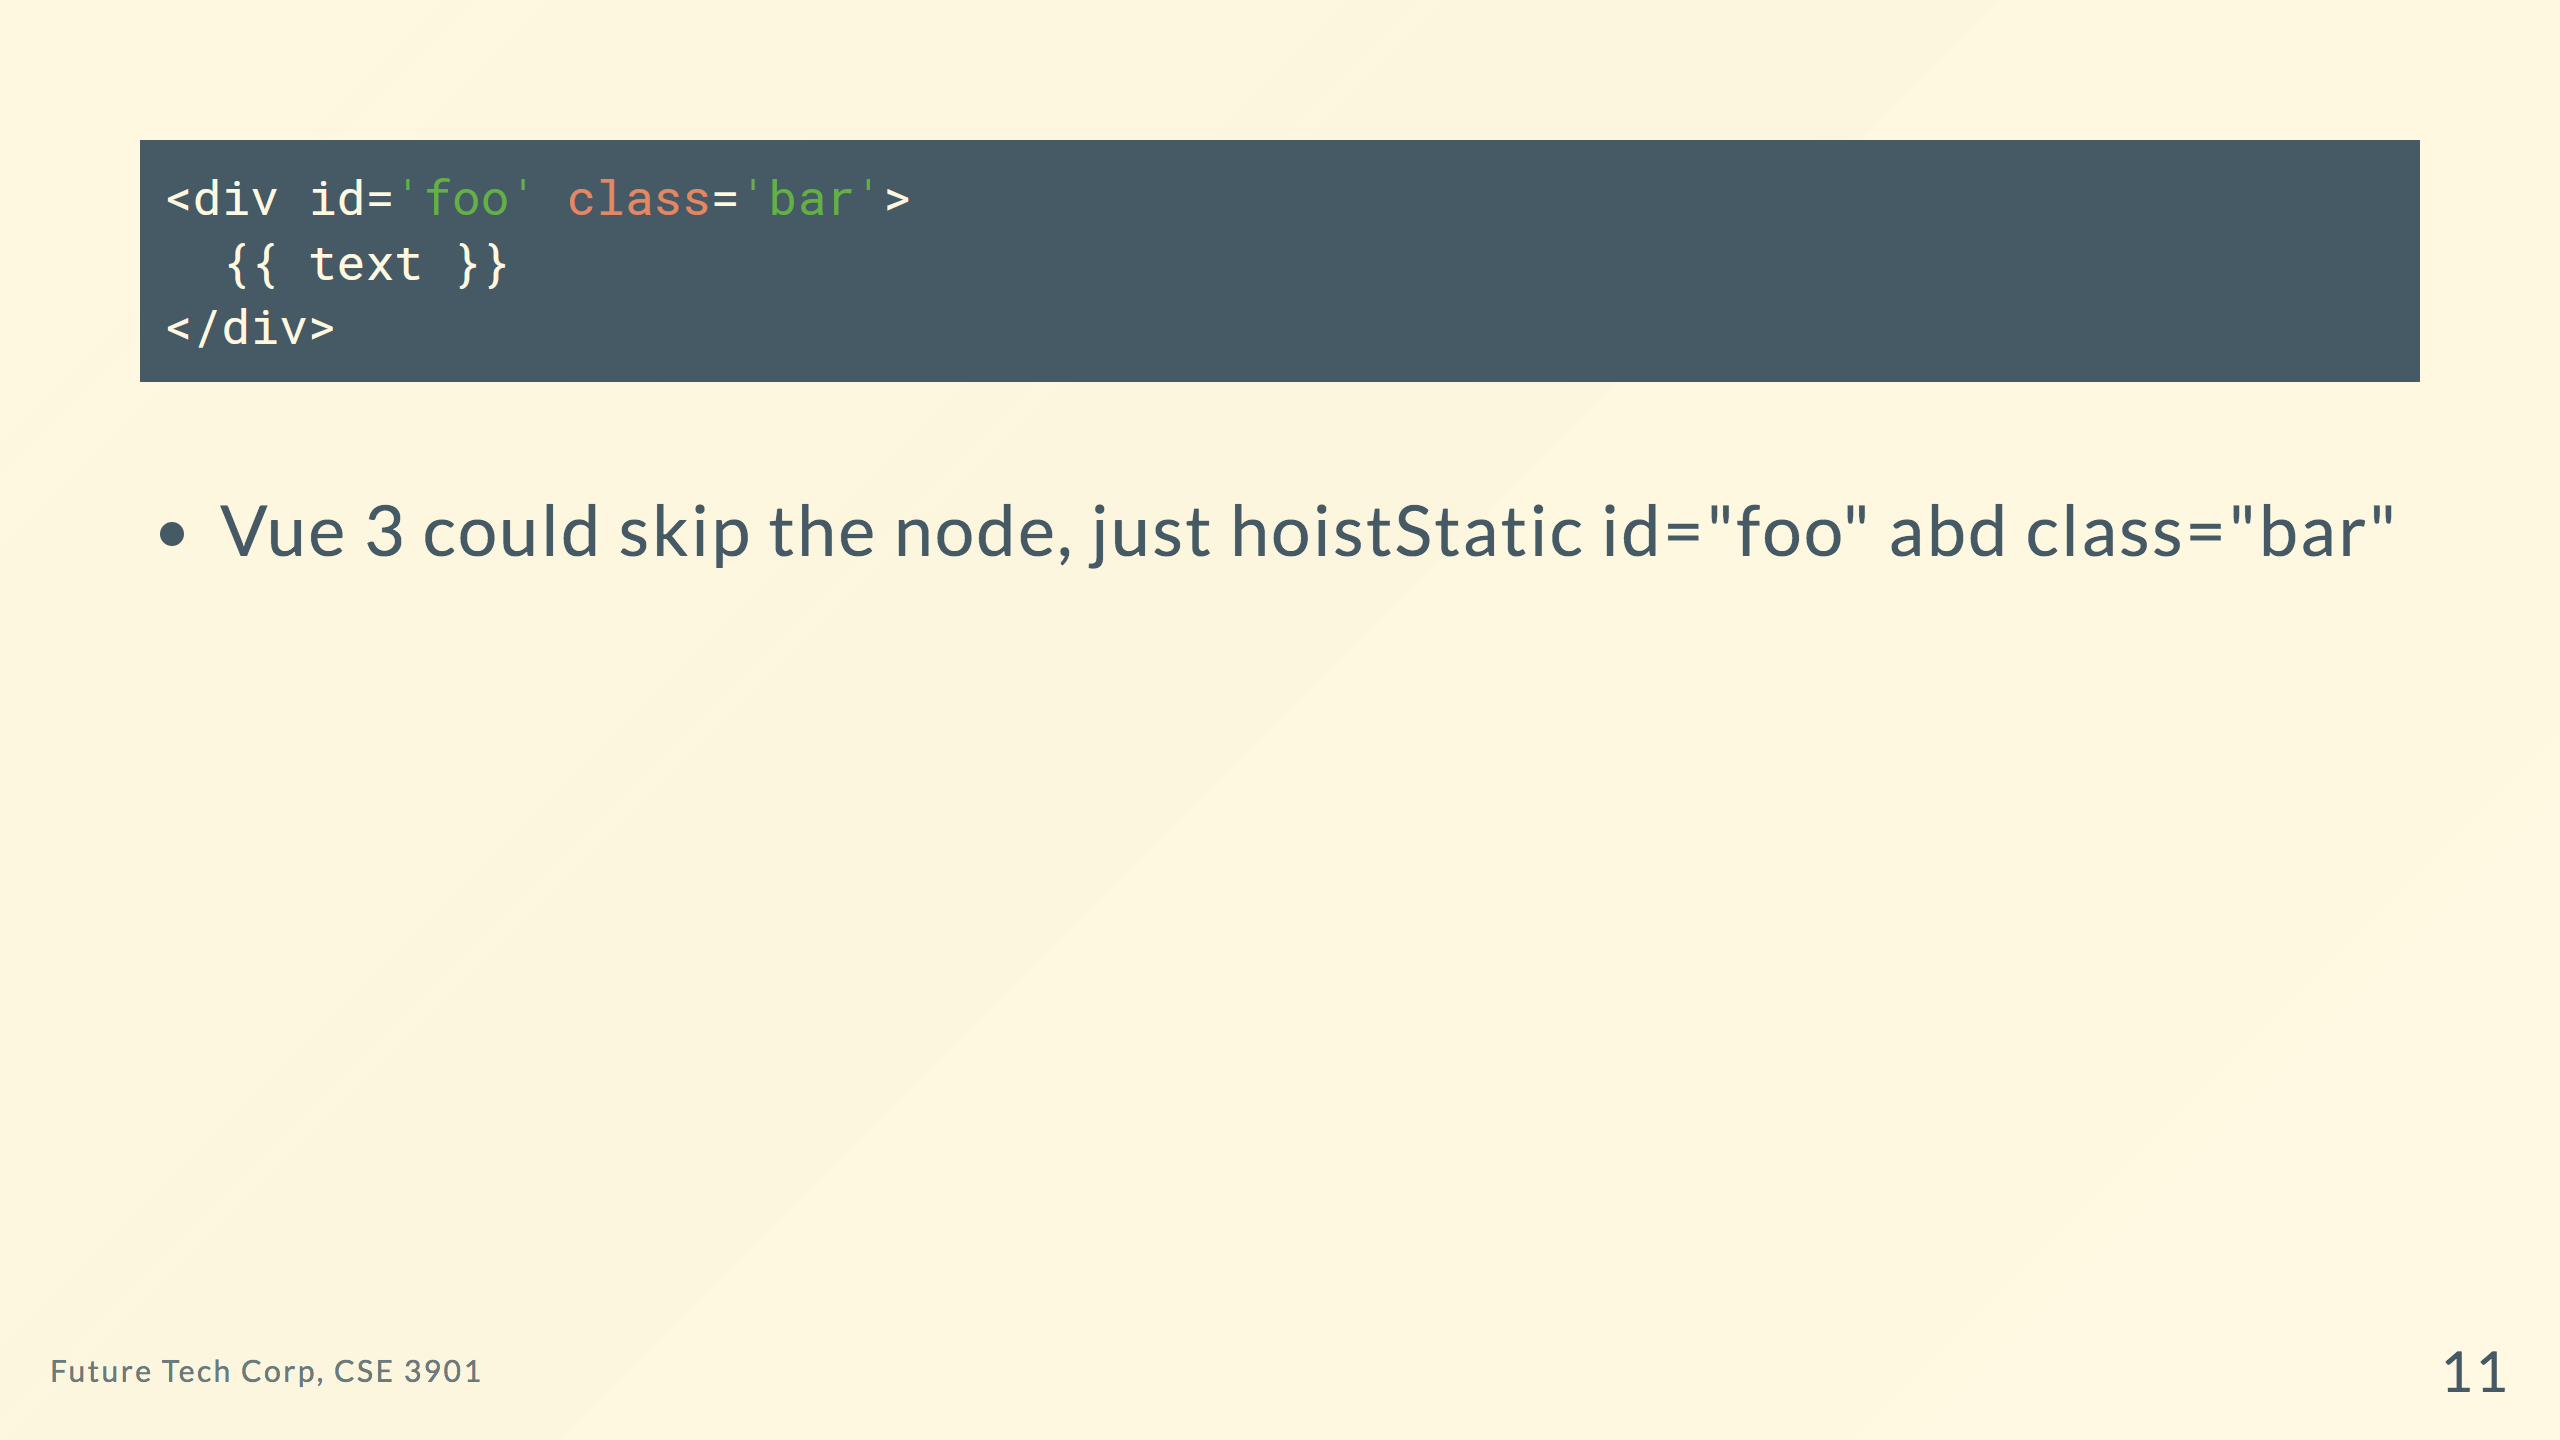 <div id='foo' class='bar'>
  {{ text }}
</div>
• Vue 3 could skip the node, just hoistStatic id="foo" abd class="bar"
Future Tech Corp, CSE 3901
11